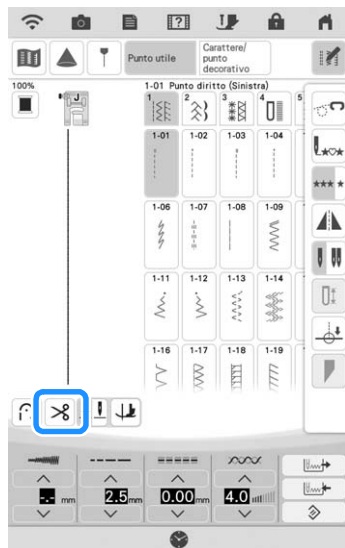 ?
Punto utile
Carattere/
punto
decorativo
100%
1-01 Punto diritto (Sinistra)
J
1 2 3 4 5
1-01 1-02 1-03 1-04
1-06 1-07 1-08 1-09
1-11 1-12 1-13 1-14
1-16 1-17 1-18 1-19
-.- mm 2.5 mm 0.00 mm 4.0